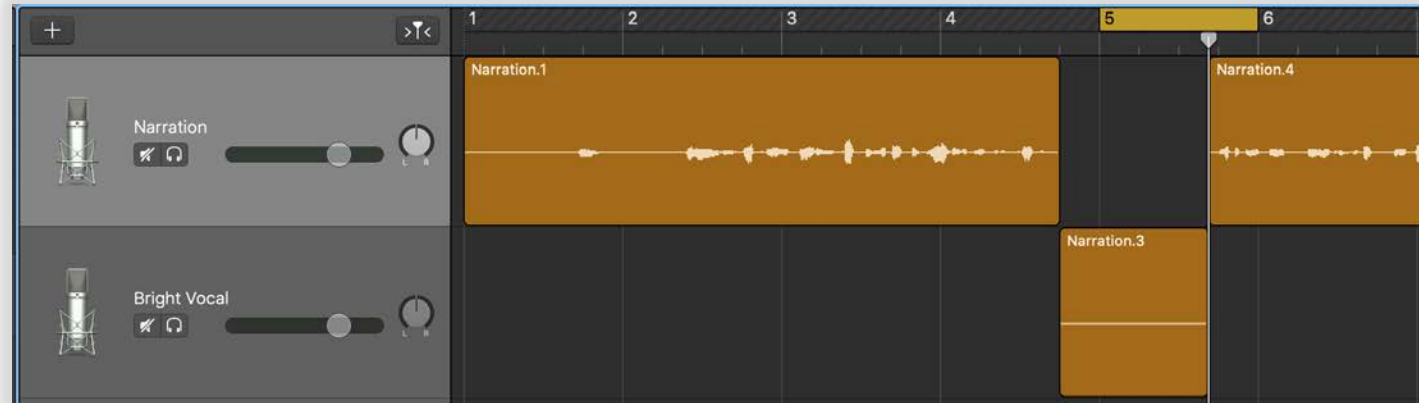 1 2 3 4 5 6
Narration.1 Narration.4
Narration
L R
Narration.3
Bright Vocal
L R